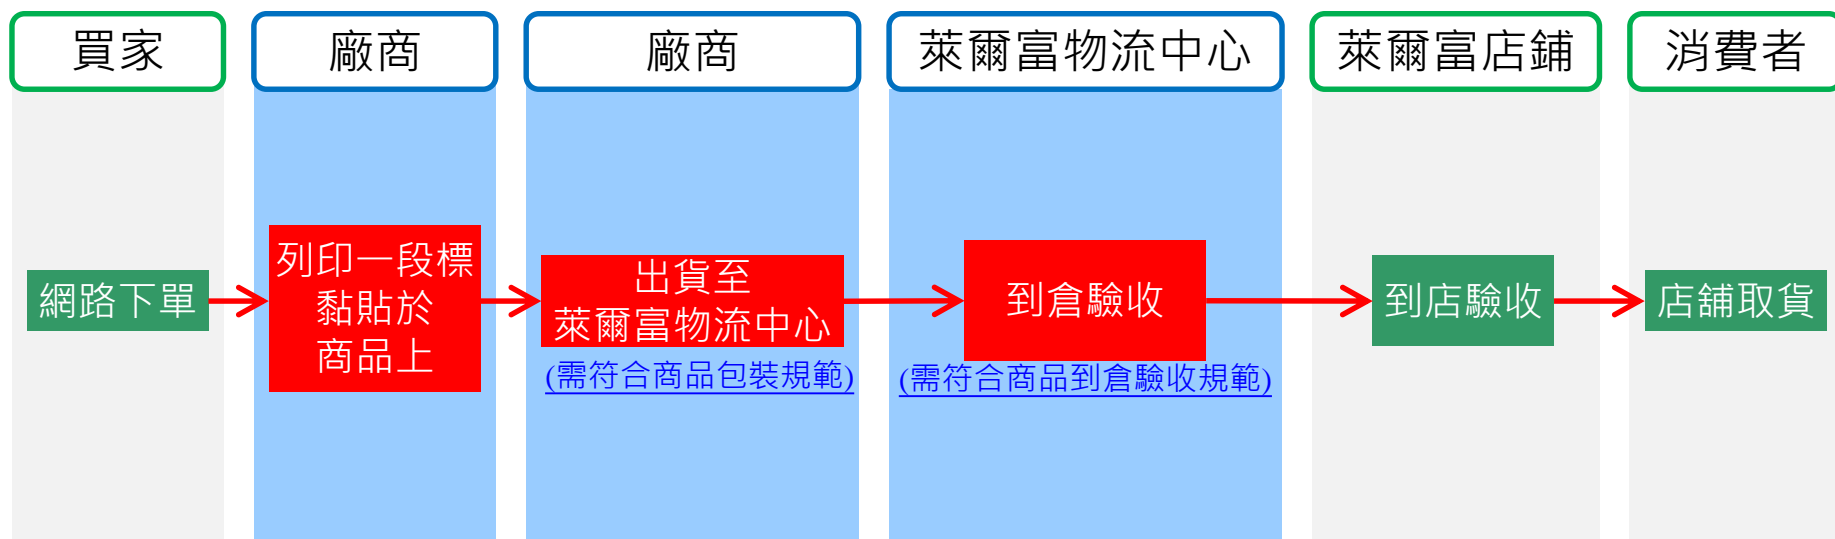 買家
廠商
廠商
萊爾富物流中心
萊爾富店鋪
消費者
網路下單
列印一段標
黏貼於
商品上
出貨至
萊爾富物流中心
(需符合商品包裝規範)
到倉驗收
(需符合商品到倉驗收規範)
到店驗收
店舖取貨